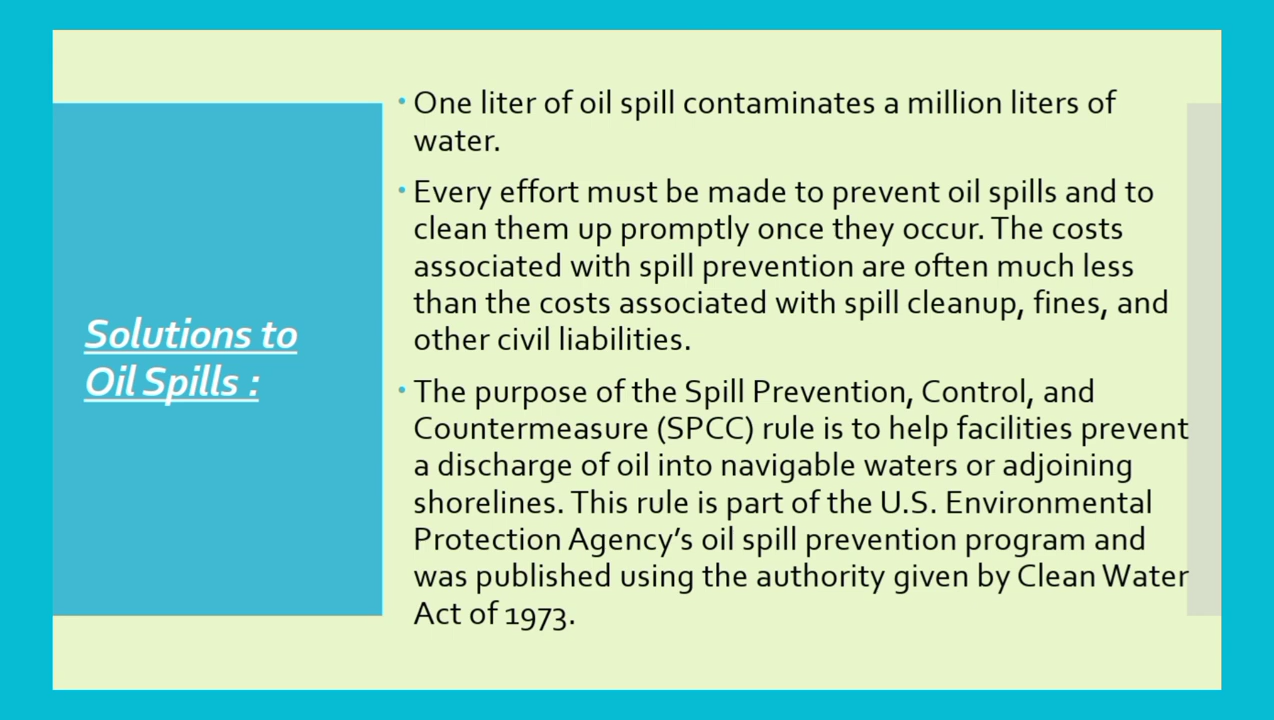 Solutions to
Oil Spills :
• One liter of oil spill contaminates a million liters of
water.
• Every effort must be made to prevent oil spills and to
clean them up promptly once they occur. The costs
associated with spill prevention are often much less
than the costs associated with spill cleanup, fines, and
other civil liabilities.
• The purpose of the Spill Prevention, Control, and
Countermeasure (SPCC) rule is to help facilities prevent
a discharge of oil into navigable waters or adjoining
shorelines. This rule is part of the U.S. Environmental
Protection Agency’s oil spill prevention program and
was published using the authority given by Clean Water
Act of 1973.